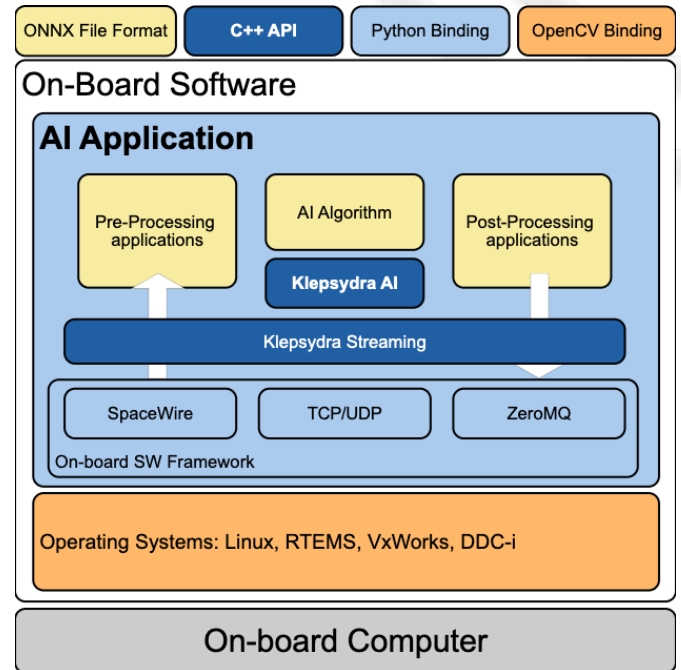 ONNX File Format
C++ API
Python Binding
OpenCV Binding
On-Board Software
AI Application
Pre-Processing
applications
AI Algorithm
Post-Processing
applications
Klepsydra AI
Klepsydra Streaming
SpaceWire
TCP/UDP
ZeroMQ
On-board SW Framework
Operating Systems: Linux, RTEMS, VxWorks, DDC-i
On-board Computer